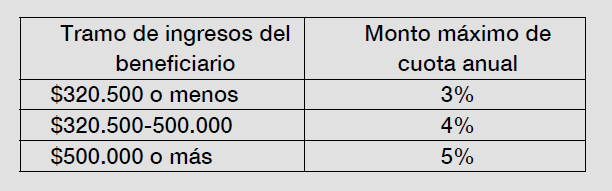 Tramo de ingresos del Monto máximo de
beneficiario cuota anual
$320.500 o menos 3%
$320.500-500.000 4%
$500.000 o más 5%